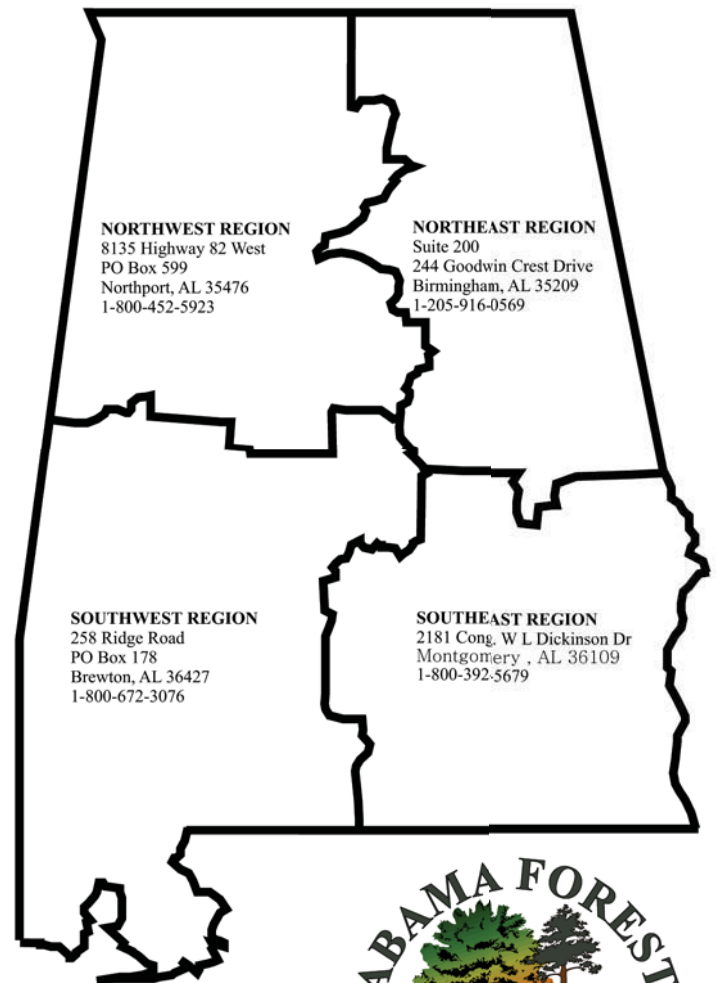 NORTHWEST REGION
8135 Highway 82 West
PO Box 599
Northport, AL 35476
1-800-452-5923
NORTHEAST REGION
Suite 200
244 Goodwin Crest Drive
Birmingham, AL 35209
1-205-916-0569
SOUTHWEST REGION
258 Ridge Road
PO Box 178
Brewton, AL 36427
1-800-672-3076
SOUTHEAST REGION
2181 Cong. W L Dickinson Dr
Montgomery , AL 36109
1-800-392-5679
ABAMA FOREST